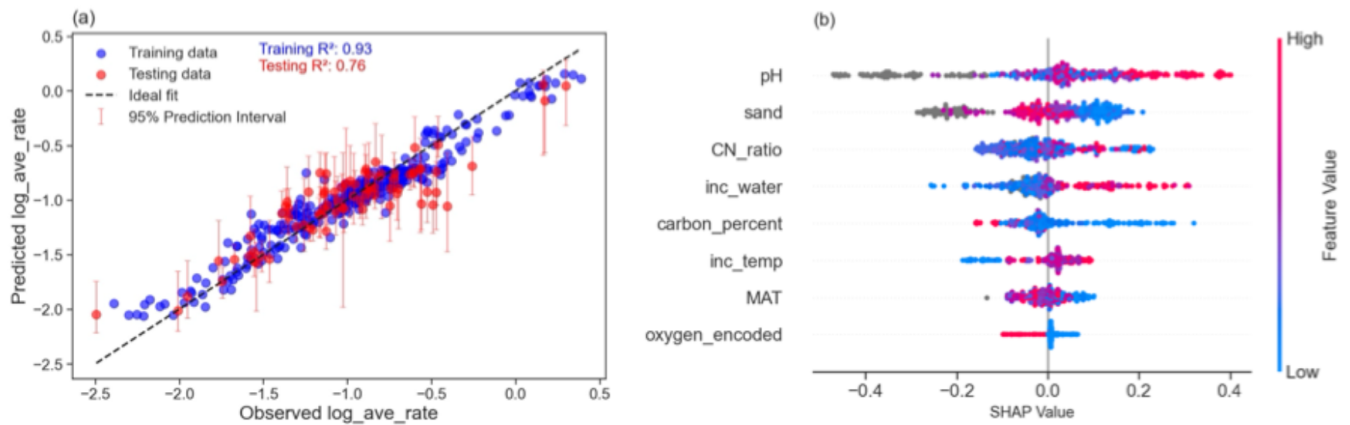 (a)
0.5
0.0
−0.5
−1.0
−1.5
−2.0
−2.5
Predicted log_ave_rate
Training data
Testing data
Ideal fit
95% Prediction Interval
Training R²: 0.93
Testing R²: 0.76
−2.5 −2.0 −1.5 −1.0 −0.5 0.0 0.5
Observed log_ave_rate
(b)
pH
sand
CN_ratio
inc_water
carbon_percent
inc_temp
MAT
oxygen_encoded
−0.4 −0.2 0.0 0.2 0.4
SHAP Value
High
Feature Value
Low